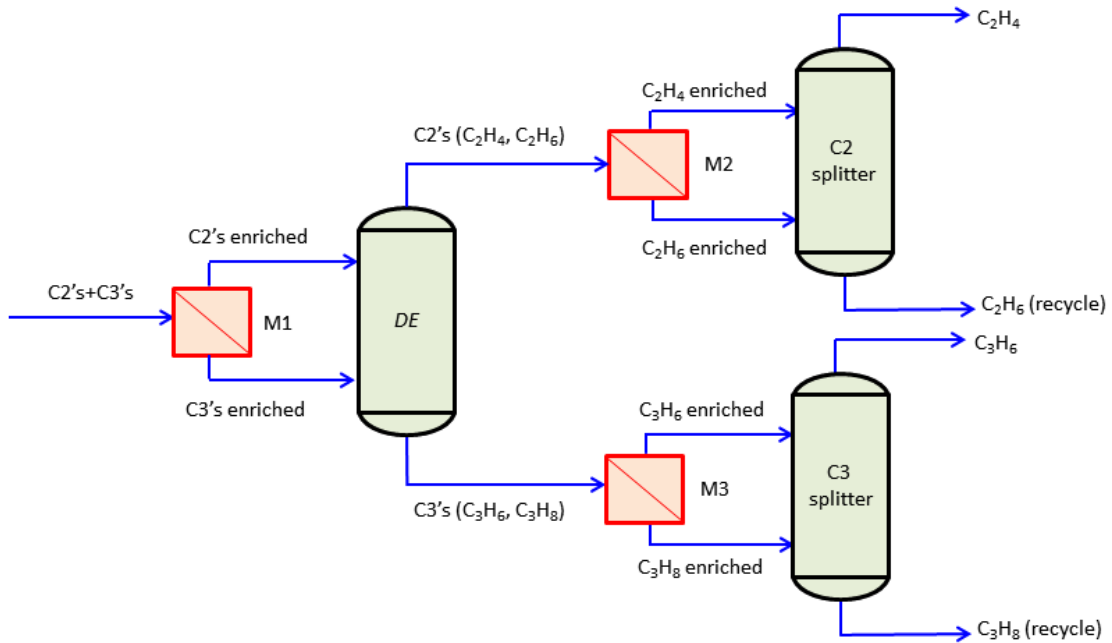 C₂H₄
C₂H₄ enriched
C2's (C₂H₄, C₂H₆)
M2
C2
splitter
C2's enriched
C₂H₆ enriched
C2's+C3's
M1
DE
C₂H₆ (recycle)
C₃H₆
C3's enriched
C₃H₆ enriched
M3
C3
splitter
C3's (C₃H₆, C₃H₈)
C₃H₈ enriched
C₃H₈ (recycle)